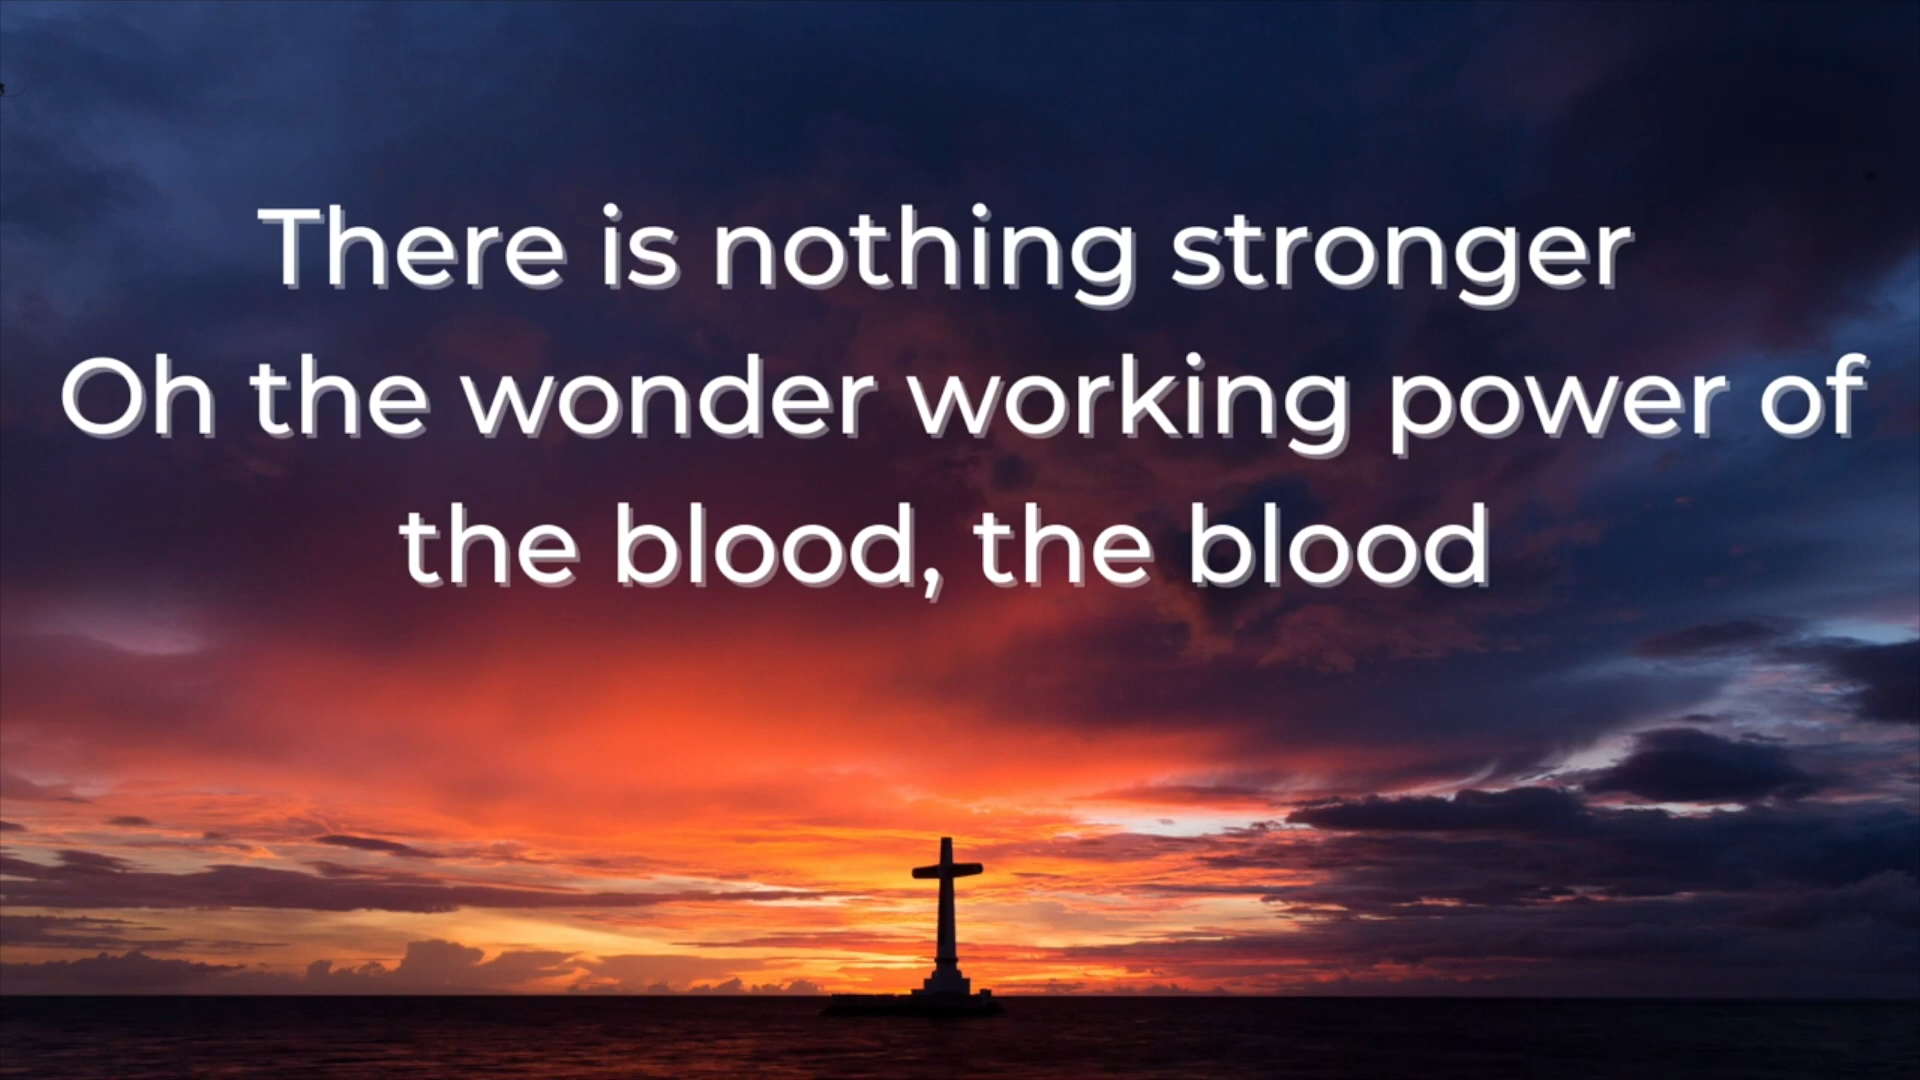 There is nothing stronger
Oh the wonder working power of
the blood, the blood